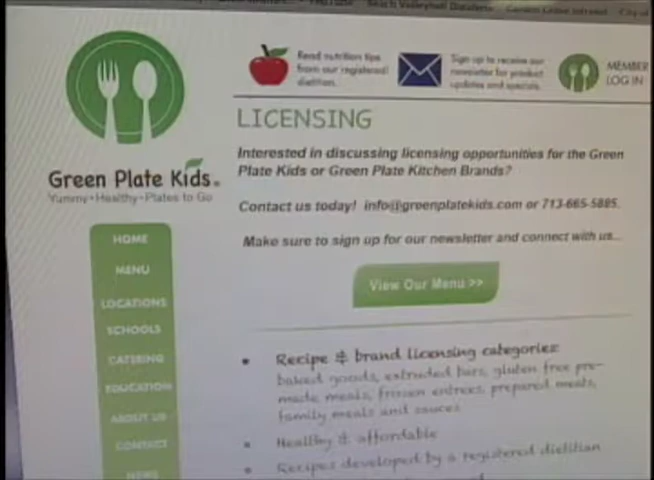 Beach Volleyball
Read nutrition tips
from our registered
dietitian.
Sign up to receive our
newsletter for product
updates and specials.
MEMBER
LOG IN
LICENSING
Interested in discussing licensing opportunities for the Green
Plate Kids or Green Plate Kitchen Brands?
Contact us today! info@greenplatekids.com or 713-665-5885.
Make sure to sign up for our newsletter and connect with us...
View Our Menu >>
Green Plate Kids
Yummy•Healthy•Plates to Go
HOME
MENU
LOCATIONS
SCHOOLS
CATERING
EDUCATION
ABOUT US
CONTACT
NEWS
• Recipe & brand licensing categories:
baked goods, extruded bars, gluten free pre-
made meals, frozen entrees, prepared meats,
family meals and sauces
• Healthy & affordable
• Recipes developed by a registered dietitian